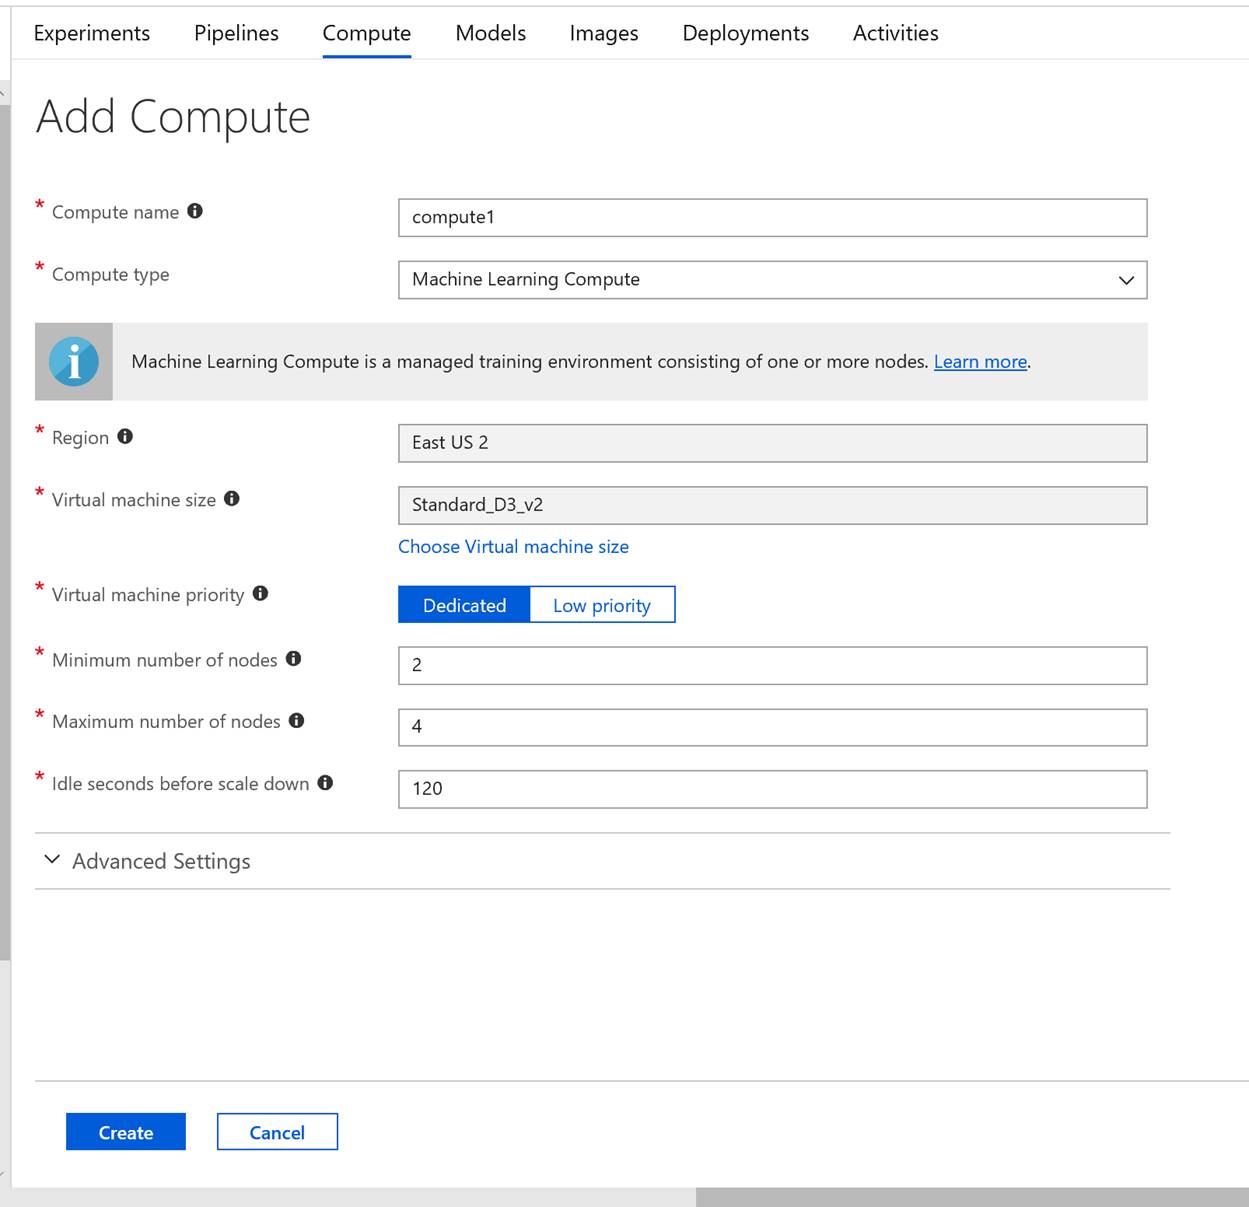 Experiments Pipelines Compute Models Images Deployments Activities
Add Compute
* Compute name compute1
* Compute type Machine Learning Compute
Machine Learning Compute is a managed training environment consisting of one or more nodes. Learn more.
* Region East US 2
* Virtual machine size Standard_D3_v2
Choose Virtual machine size
* Virtual machine priority Dedicated Low priority
* Minimum number of nodes 2
* Maximum number of nodes 4
* Idle seconds before scale down 120
Advanced Settings
Create Cancel